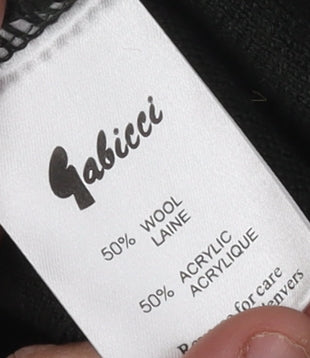 Gabicci
50% WOOL
LAINE
50% ACRYLIC
ACRYLIQUE
for care